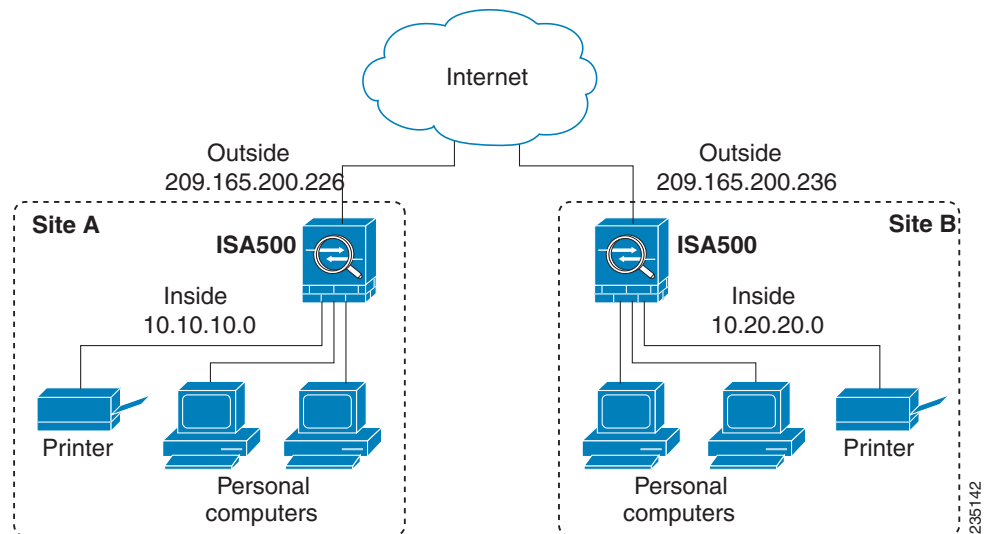 Internet
Outside
209.165.200.226
Outside
209.165.200.236
Site A
ISA500
ISA500
Site B
Inside
10.10.10.0
Inside
10.20.20.0
Printer
Personal
computers
Personal
computers
Printer
235142